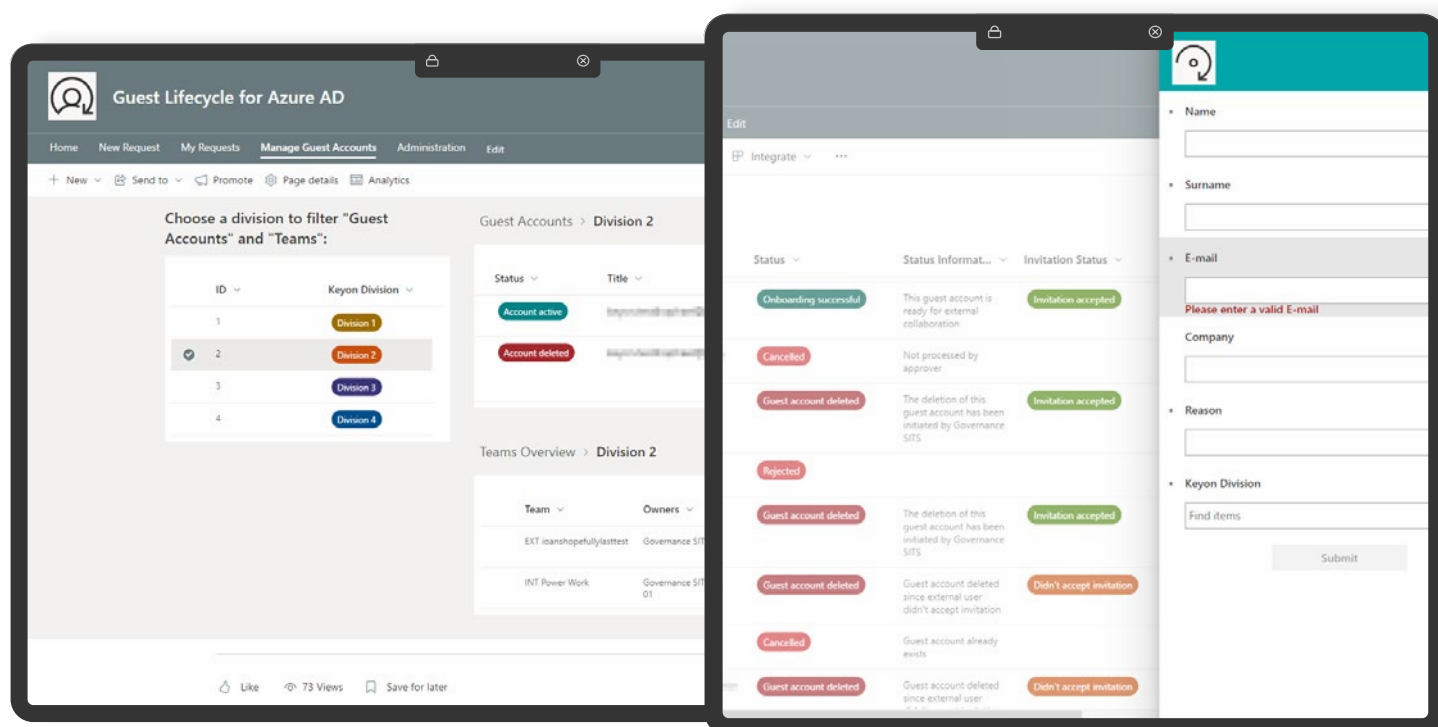 Guest Lifecycle for Azure AD
Home New Request My Requests Manage Guest Accounts Administration Edit
New Send to Promote Page details Analytics
Choose a division to filter "Guest
Accounts" and "Teams":
ID Keyon Division
1 Division 1
2 Division 2
3 Division 3
4 Division 4
Guest Accounts > Division 2
Status Title
Account active
Account deleted
Teams Overview > Division 2
Team Owners
EXT ioanshopefullylasttest Governance SIT
INT Power Work Governance SIT
01
Like 73 Views Save for later
Edit
Integrate ...
Status Status Informat... Invitation Status
Onboarding successful This guest account is Invitation accepted
ready for external
collaboration
Cancelled Not processed by
approver
Guest account deleted The deletion of this Invitation accepted
guest account has been
initiated by Governance
SITS
Rejected
Guest account deleted The deletion of this Invitation accepted
guest account has been
initiated by Governance
SITS
Guest account deleted Guest account deleted Didn't accept invitation
since external user
didn't accept invitation
Cancelled Guest account already
exists
Guest account deleted Guest account deleted Didn't accept invitation
since external user
* Name
* Surname
* E-mail
Please enter a valid E-mail
Company
* Reason
* Keyon Division
Find items
Submit